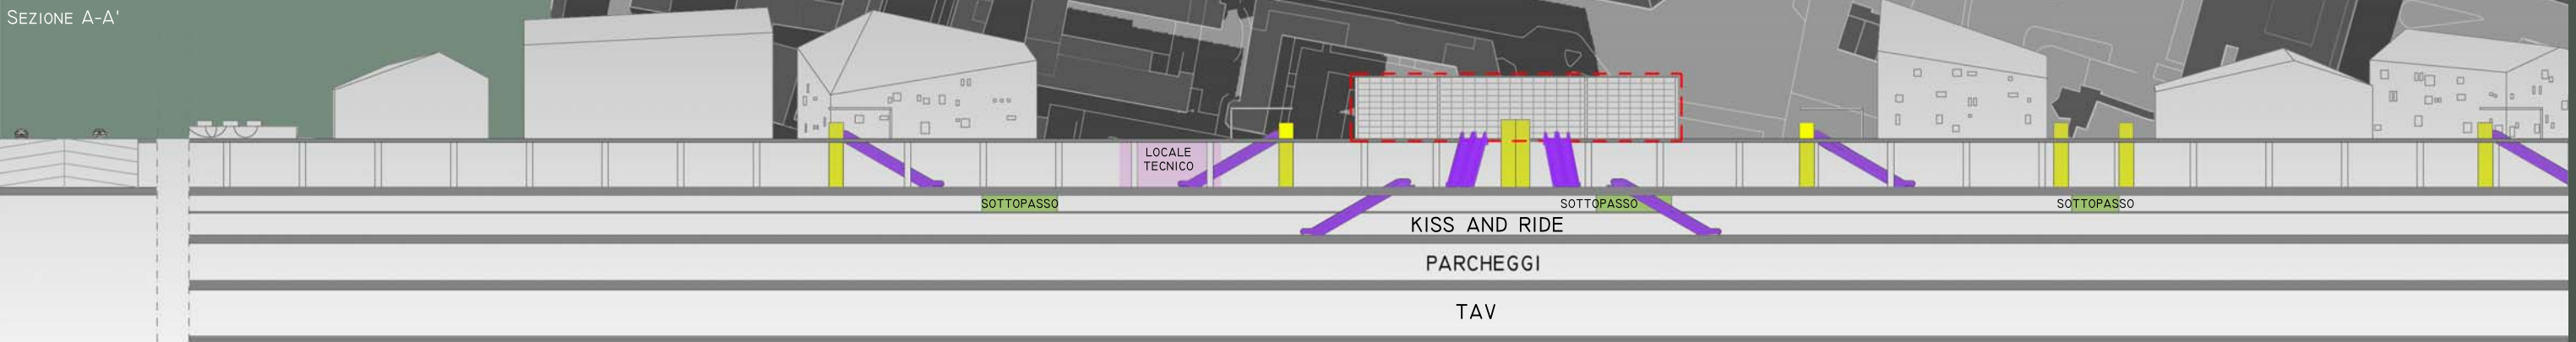 SEZIONE A-A'
LOCALE
TECNICO
SOTTOPASSO
SOTTOPASSO
SOTTOPASSO
KISS AND RIDE
PARCHEGGI
TAV